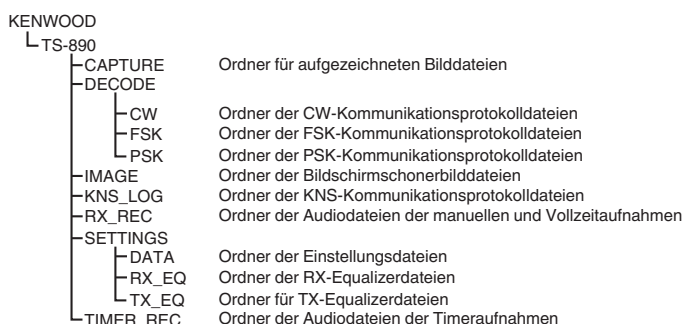 KENWOOD
TS-890
CAPTURE Ordner für aufgezeichneten Bilddateien
DECODE
CW Ordner der CW-Kommunikationsprotokolldateien
FSK Ordner der FSK-Kommunikationsprotokolldateien
PSK Ordner der PSK-Kommunikationsprotokolldateien
IMAGE Ordner der Bildschirmschonerbilddateien
KNS_LOG Ordner der KNS-Kommunikationsprotokolldateien
RX_REC Ordner der Audiodateien der manuellen und Vollzeitaufnahmen
SETTINGS
DATA Ordner der Einstellungsdateien
RX_EQ Ordner der RX-Equalizerdateien
TX_EQ Ordner für TX-Equalizerdateien
TIMER_REC Ordner der Audiodateien der Timeraufnahmen